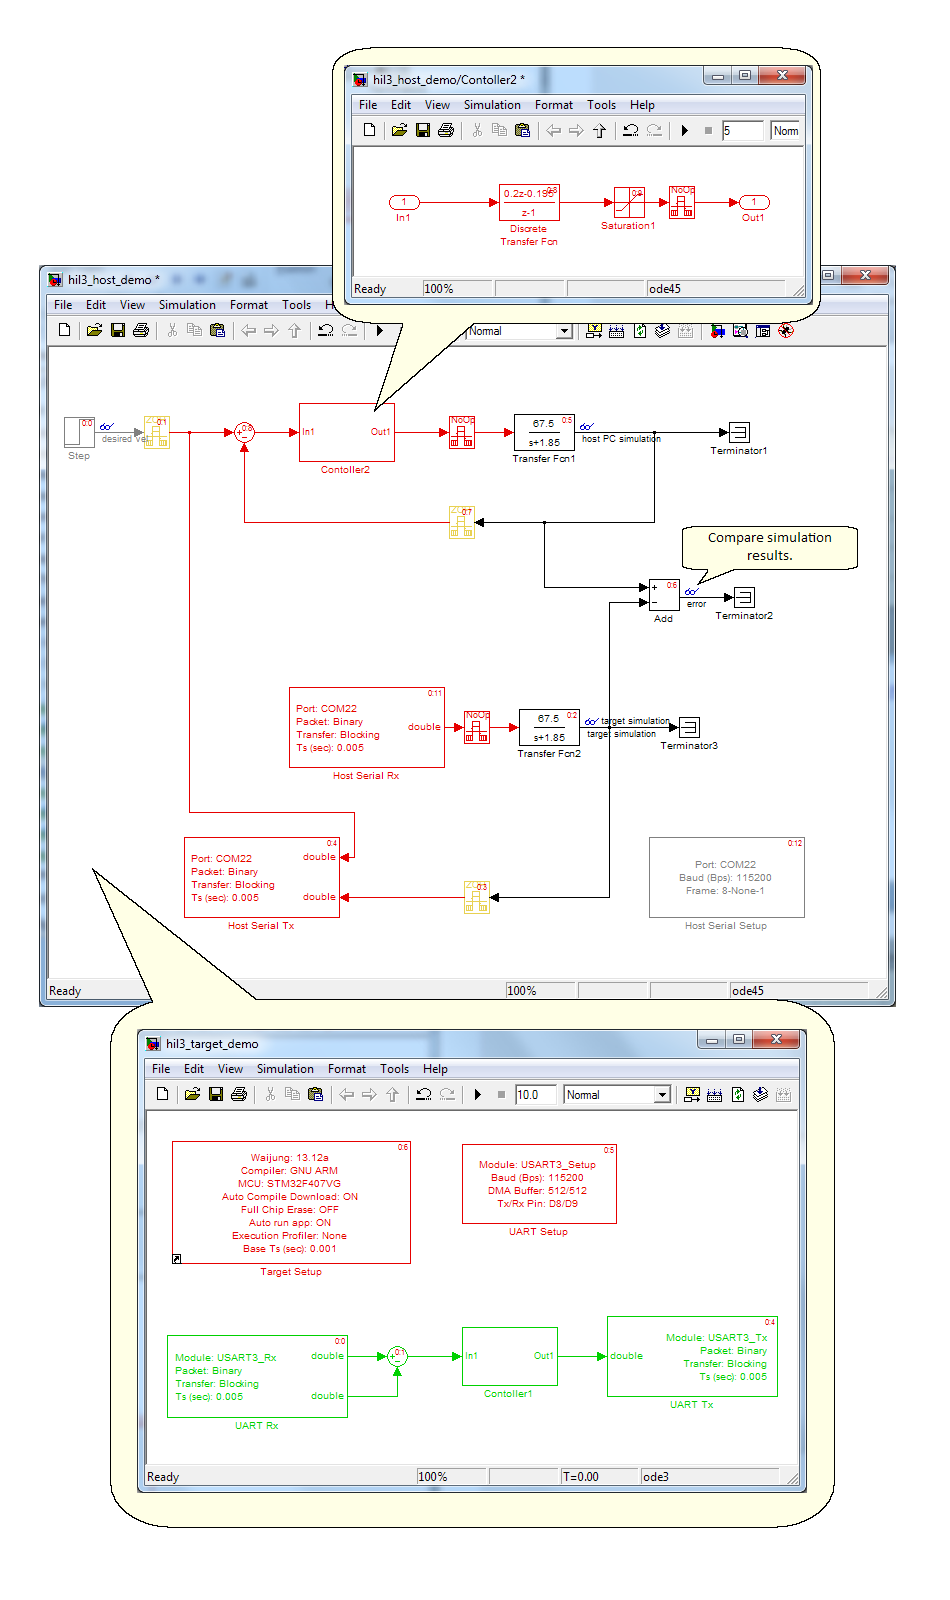 hil3_host_demo/Contoller2 *
File Edit View Simulation Format Tools Help
5 Norm
0.2z-0.195
z-1
0:8
0:9
NoOp
1
In1
Discrete
Transfer Fcn
Saturation1
1
Out1
Ready 100% ode45
hil3_host_demo *
File Edit View Simulation Format Tools H
Normal
0:0
Step
desired vel
0:1
0:8
In1 Out1
Contoller2
NoOp
67.5
s+1.85
0:5
Transfer Fcn1
host PC simulation
Terminator1
0:7
Compare simulation
results.
0:6
Add
error
Terminator2
0:11
Port: COM22
Packet: Binary
Transfer: Blocking
Ts (sec): 0.005
double
Host Serial Rx
NoOp
67.5
s+1.85
0:2
Transfer Fcn2
target simulation
target simulation
Terminator3
0:4
Port: COM22
Packet: Binary
Transfer: Blocking
Ts (sec): 0.005
double
double
Host Serial Tx
0:3
0:12
Port: COM22
Baud (Bps): 115200
Frame: 8-None-1
Host Serial Setup
Ready 100% ode45
hil3_target_demo
File Edit View Simulation Format Tools Help
10.0 Normal
0:6
Waijung: 13.12a
Compiler: GNU ARM
MCU: STM32F407VG
Auto Compile Download: ON
Full Chip Erase: OFF
Auto run app: ON
Execution Profiler: None
Base Ts (sec): 0.001
Target Setup
0:5
Module: USART3_Setup
Baud (Bps): 115200
DMA Buffer: 512/512
Tx/Rx Pin: D8/D9
UART Setup
0:0
Module: USART3_Rx
Packet: Binary
Transfer: Blocking
Ts (sec): 0.005
double
double
UART Rx
0:1
In1 Out1
Contoller1
0:4
double
Module: USART3_Tx
Packet: Binary
Transfer: Blocking
Ts (sec): 0.005
UART Tx
Ready 100% T=0.00 ode3